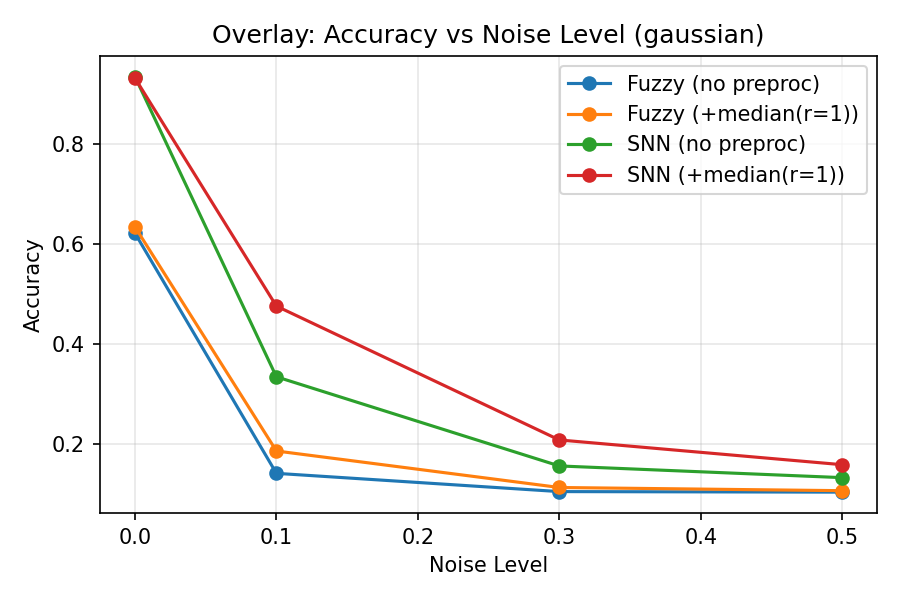 Overlay: Accuracy vs Noise Level (gaussian)
Fuzzy (no preproc)
Fuzzy (+median(r=1))
SNN (no preproc)
SNN (+median(r=1))
Accuracy
0.8
0.6
0.4
0.2
0.0 0.1 0.2 0.3 0.4 0.5
Noise Level